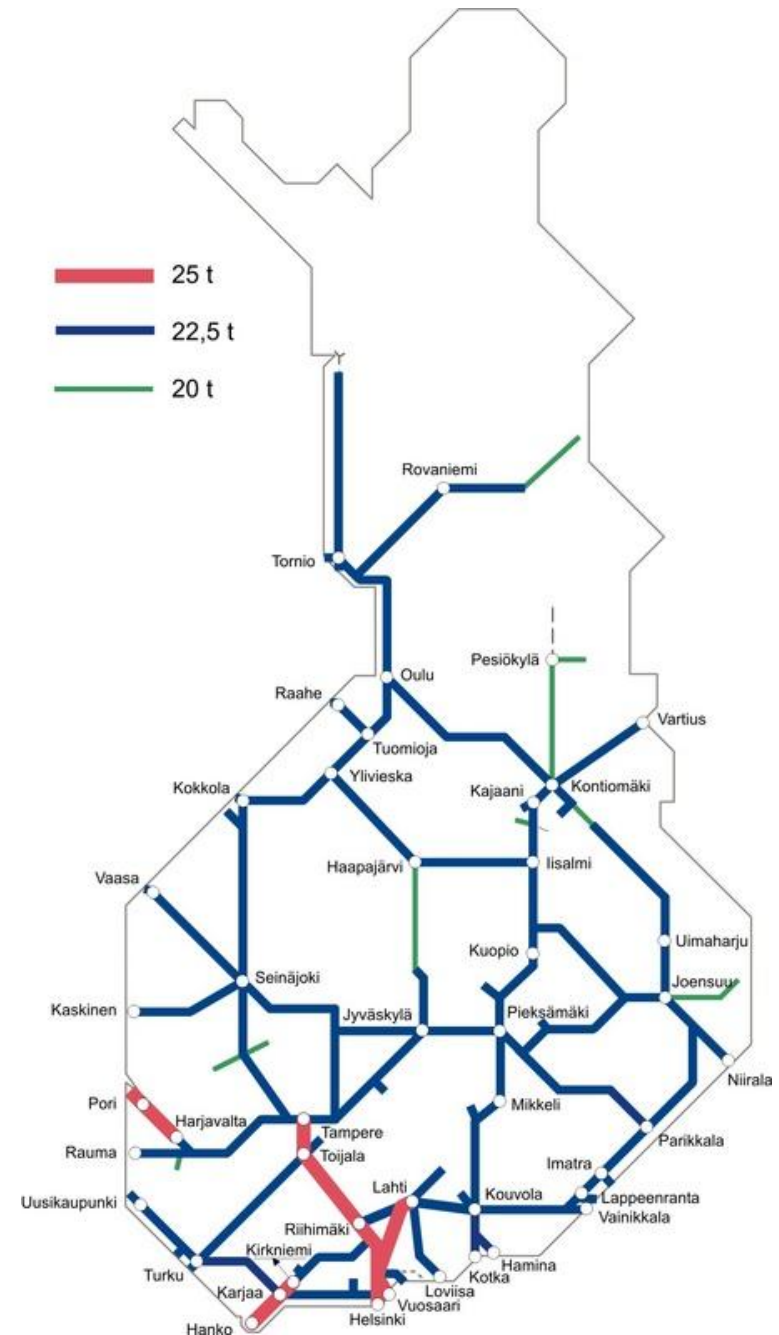 25 t
22,5 t
20 t
Rovaniemi
Tornio
Pesiökylä
Oulu
Raahe
Vartius
Tuomioja
Ylivieska
Kokkola
Kajaani
Kontiomäki
Haapajärvi
Iisalmi
Vaasa
Uimaharju
Kuopio
Seinäjoki
Joensuu
Kaskinen
Jyväskylä
Pieksämäki
Niirala
Pori
Mikkeli
Harjavalta
Tampere
Parikkala
Rauma
Toijala
Imatra
Lahti
Uusikaupunki
Kouvola
Lappeenranta
Vainikkala
Riihimäki
Kirkniemi
Hamina
Turku
Kotka
Karjaa
Loviisa
Vuosaari
Helsinki
Hanko